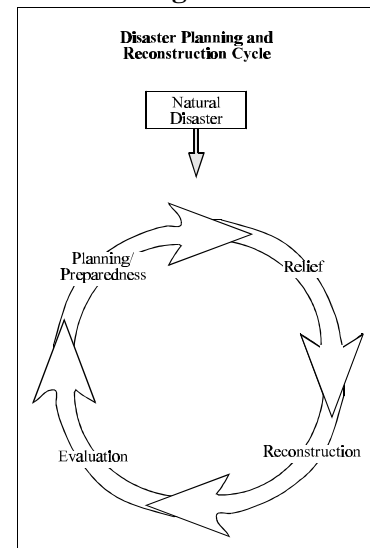 Disaster Planning and
Reconstruction Cycle
Natural
Disaster
Planning/
Preparedness
Relief
Evaluation
Reconstruction